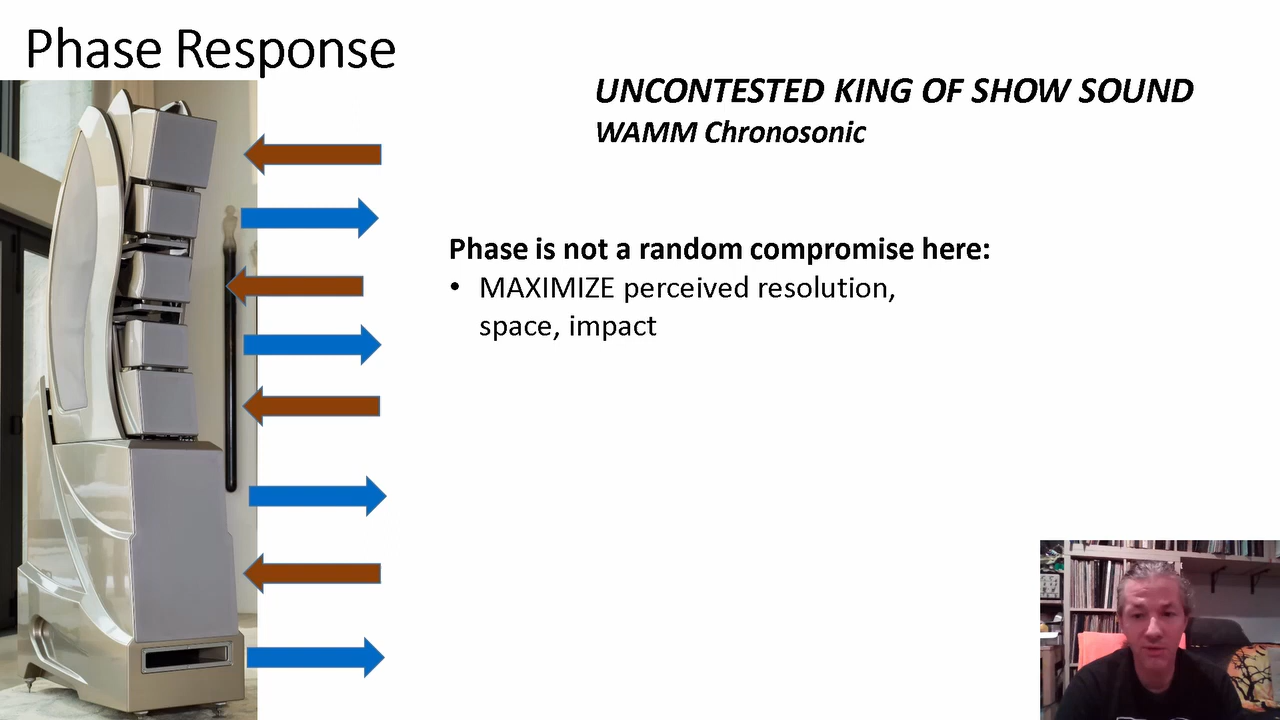 Phase Response
UNCONTESTED KING OF SHOW SOUND
WAMM Chronosonic
Phase is not a random compromise here:
• MAXIMIZE perceived resolution,
space, impact